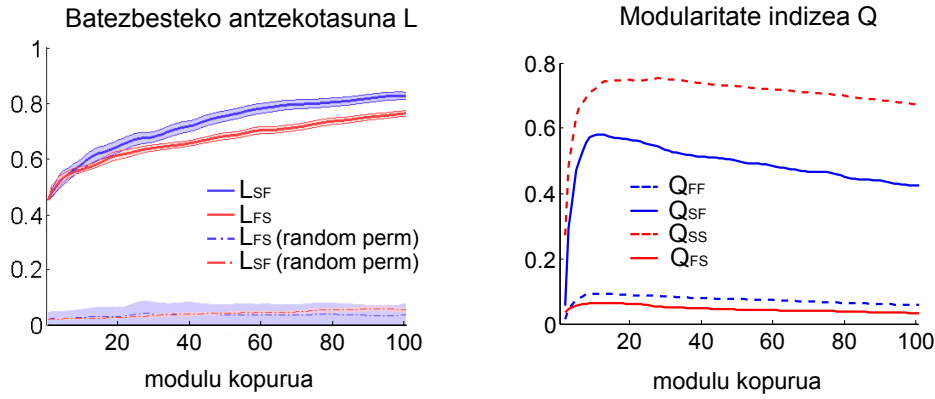 Batezbesteko antzekotasuna L
1
0.8
0.6
0.4
0.2
0
0 20 40 60 80 100
modulu kopurua
LSF
LFS
LFS (random perm)
LSF (random perm)
Modularitate indizea Q
0.8
0.6
0.4
0.2
0
20 40 60 80 100
modulu kopurua
QFF
QSF
QSS
QFS